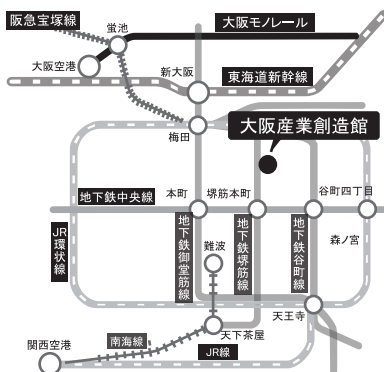 阪急宝塚線
蛍池
大阪モノレール
大阪空港
新大阪
東海道新幹線
梅田
大阪産業創造館
地下鉄中央線
本町
堺筋本町
谷町四丁目
JR環状線
地下鉄御堂筋線
難波
地下鉄堺筋線
地下鉄谷町線
森ノ宮
天王寺
天下茶屋
南海線
関西空港
JR線